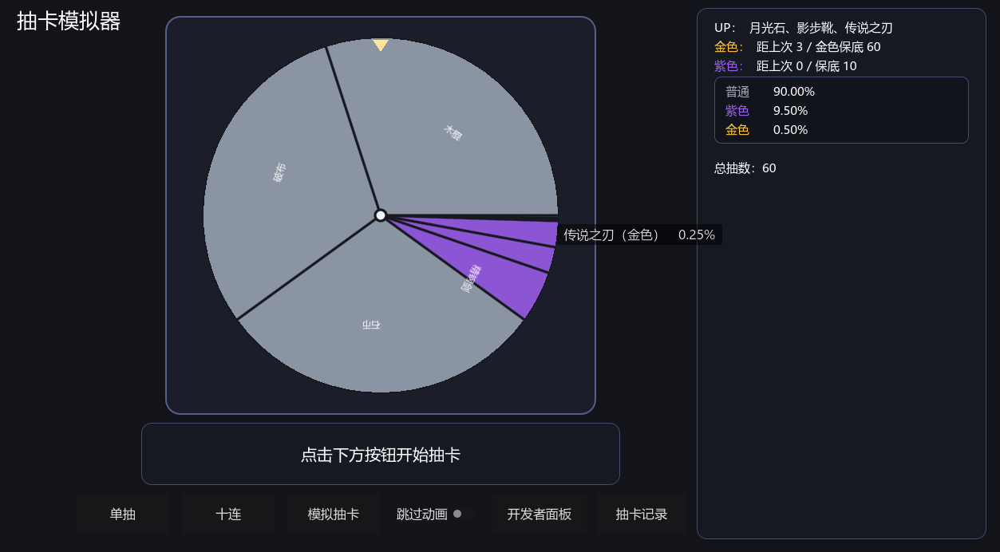 抽卡模拟器
UP： 月光石、影步靴、传说之刃
金色： 距上次 3 / 金色保底 60
紫色： 距上次 0 / 保底 10
普通 90.00%
紫色 9.50%
金色 0.50%
总抽数：60
木棍
破布
传说之刃（金色） 0.25%
精钢剑
石币
点击下方按钮开始抽卡
单抽
十连
模拟抽卡
跳过动画
开发者面板
抽卡记录